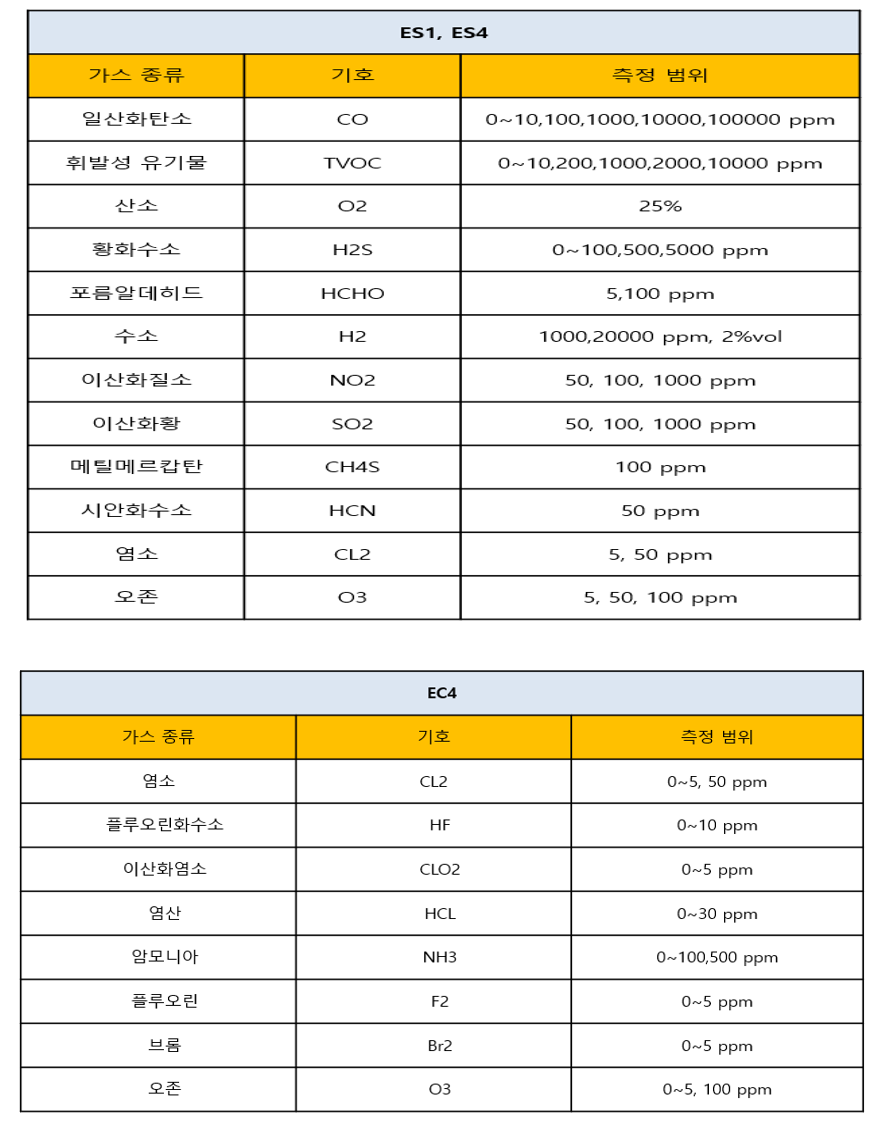 ES1, ES4
가스 종류 기호 측정 범위
일산화탄소 CO 0~10,100,1000,10000,100000 ppm
휘발성 유기물 TVOC 0~10,200,1000,2000,10000 ppm
산소 O2 25%
황화수소 H2S 0~100,500,5000 ppm
포름알데히드 HCHO 5,100 ppm
수소 H2 1000,20000 ppm, 2%vol
이산화질소 NO2 50, 100, 1000 ppm
이산화황 SO2 50, 100, 1000 ppm
메틸메르캅탄 CH4S 100 ppm
시안화수소 HCN 50 ppm
염소 CL2 5, 50 ppm
오존 O3 5, 50, 100 ppm
EC4
가스 종류 기호 측정 범위
염소 CL2 0~5, 50 ppm
플루오린화수소 HF 0~10 ppm
이산화염소 CLO2 0~5 ppm
염산 HCL 0~30 ppm
암모니아 NH3 0~100,500 ppm
플루오린 F2 0~5 ppm
브롬 Br2 0~5 ppm
오존 O3 0~5, 100 ppm